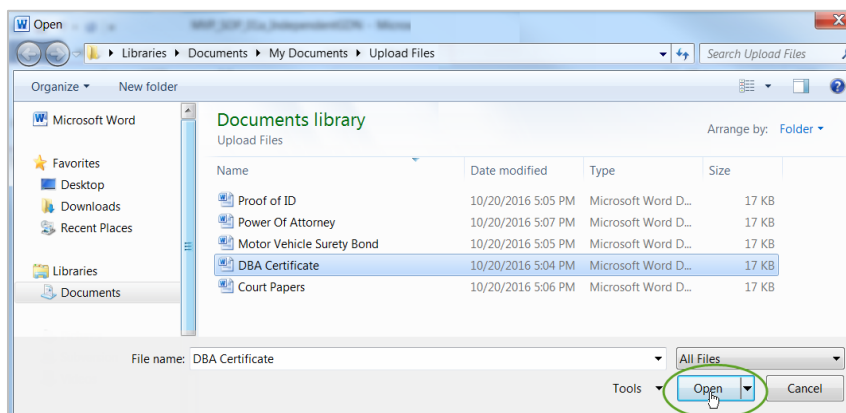 Open MVP_SOP_01a_IndependentGDN - Micros
Libraries Documents My Documents Upload Files Search Upload Files
Organize New folder
Microsoft Word
Favorites
Desktop
Downloads
Recent Places
Libraries
Documents
Documents library
Upload Files
Arrange by: Folder
Name Date modified Type Size
Proof of ID 10/20/2016 5:05 PM Microsoft Word D... 17 KB
Power Of Attorney 10/20/2016 5:07 PM Microsoft Word D... 17 KB
Motor Vehicle Surety Bond 10/20/2016 5:05 PM Microsoft Word D... 17 KB
DBA Certificate 10/20/2016 5:04 PM Microsoft Word D... 17 KB
Court Papers 10/20/2016 5:06 PM Microsoft Word D... 17 KB
File name: DBA Certificate All Files
Tools Open Cancel